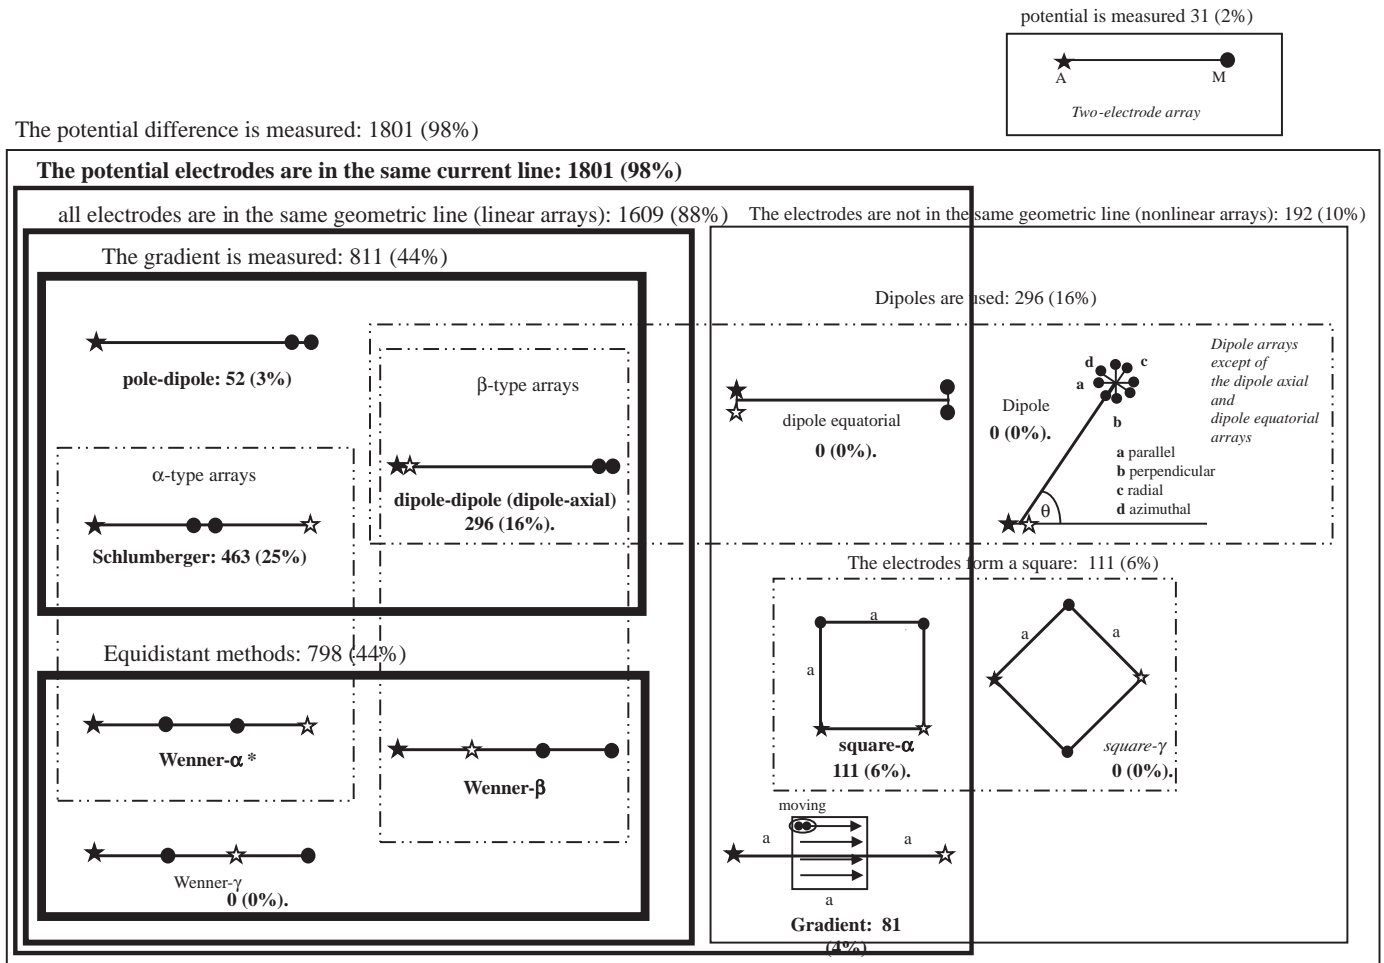 potential is measured 31 (2%)
A
M
Two-electrode array
The potential difference is measured: 1801 (98%)
The potential electrodes are in the same current line: 1801 (98%)
all electrodes are in the same geometric line (linear arrays): 1609 (88%)
The electrodes are not in the same geometric line (nonlinear arrays): 192 (10%)
The gradient is measured: 811 (44%)
pole-dipole: 52 (3%)
β-type arrays
α-type arrays
dipole-dipole (dipole-axial)
296 (16%).
Schlumberger: 463 (25%)
Equidistant methods: 798 (44%)
Wenner-α *
Wenner-β
Wenner-γ
0 (0%).
Dipoles are used: 296 (16%)
dipole equatorial
0 (0%).
Dipole
0 (0%).
d
c
a
b
θ
Dipole arrays
except of
the dipole axial
and
dipole equatorial
arrays
a parallel
b perpendicular
c radial
d azimuthal
The electrodes form a square: 111 (6%)
a
a
square-α
111 (6%).
a
a
square-γ
0 (0%).
moving
a
a
a
Gradient: 81
(4%)